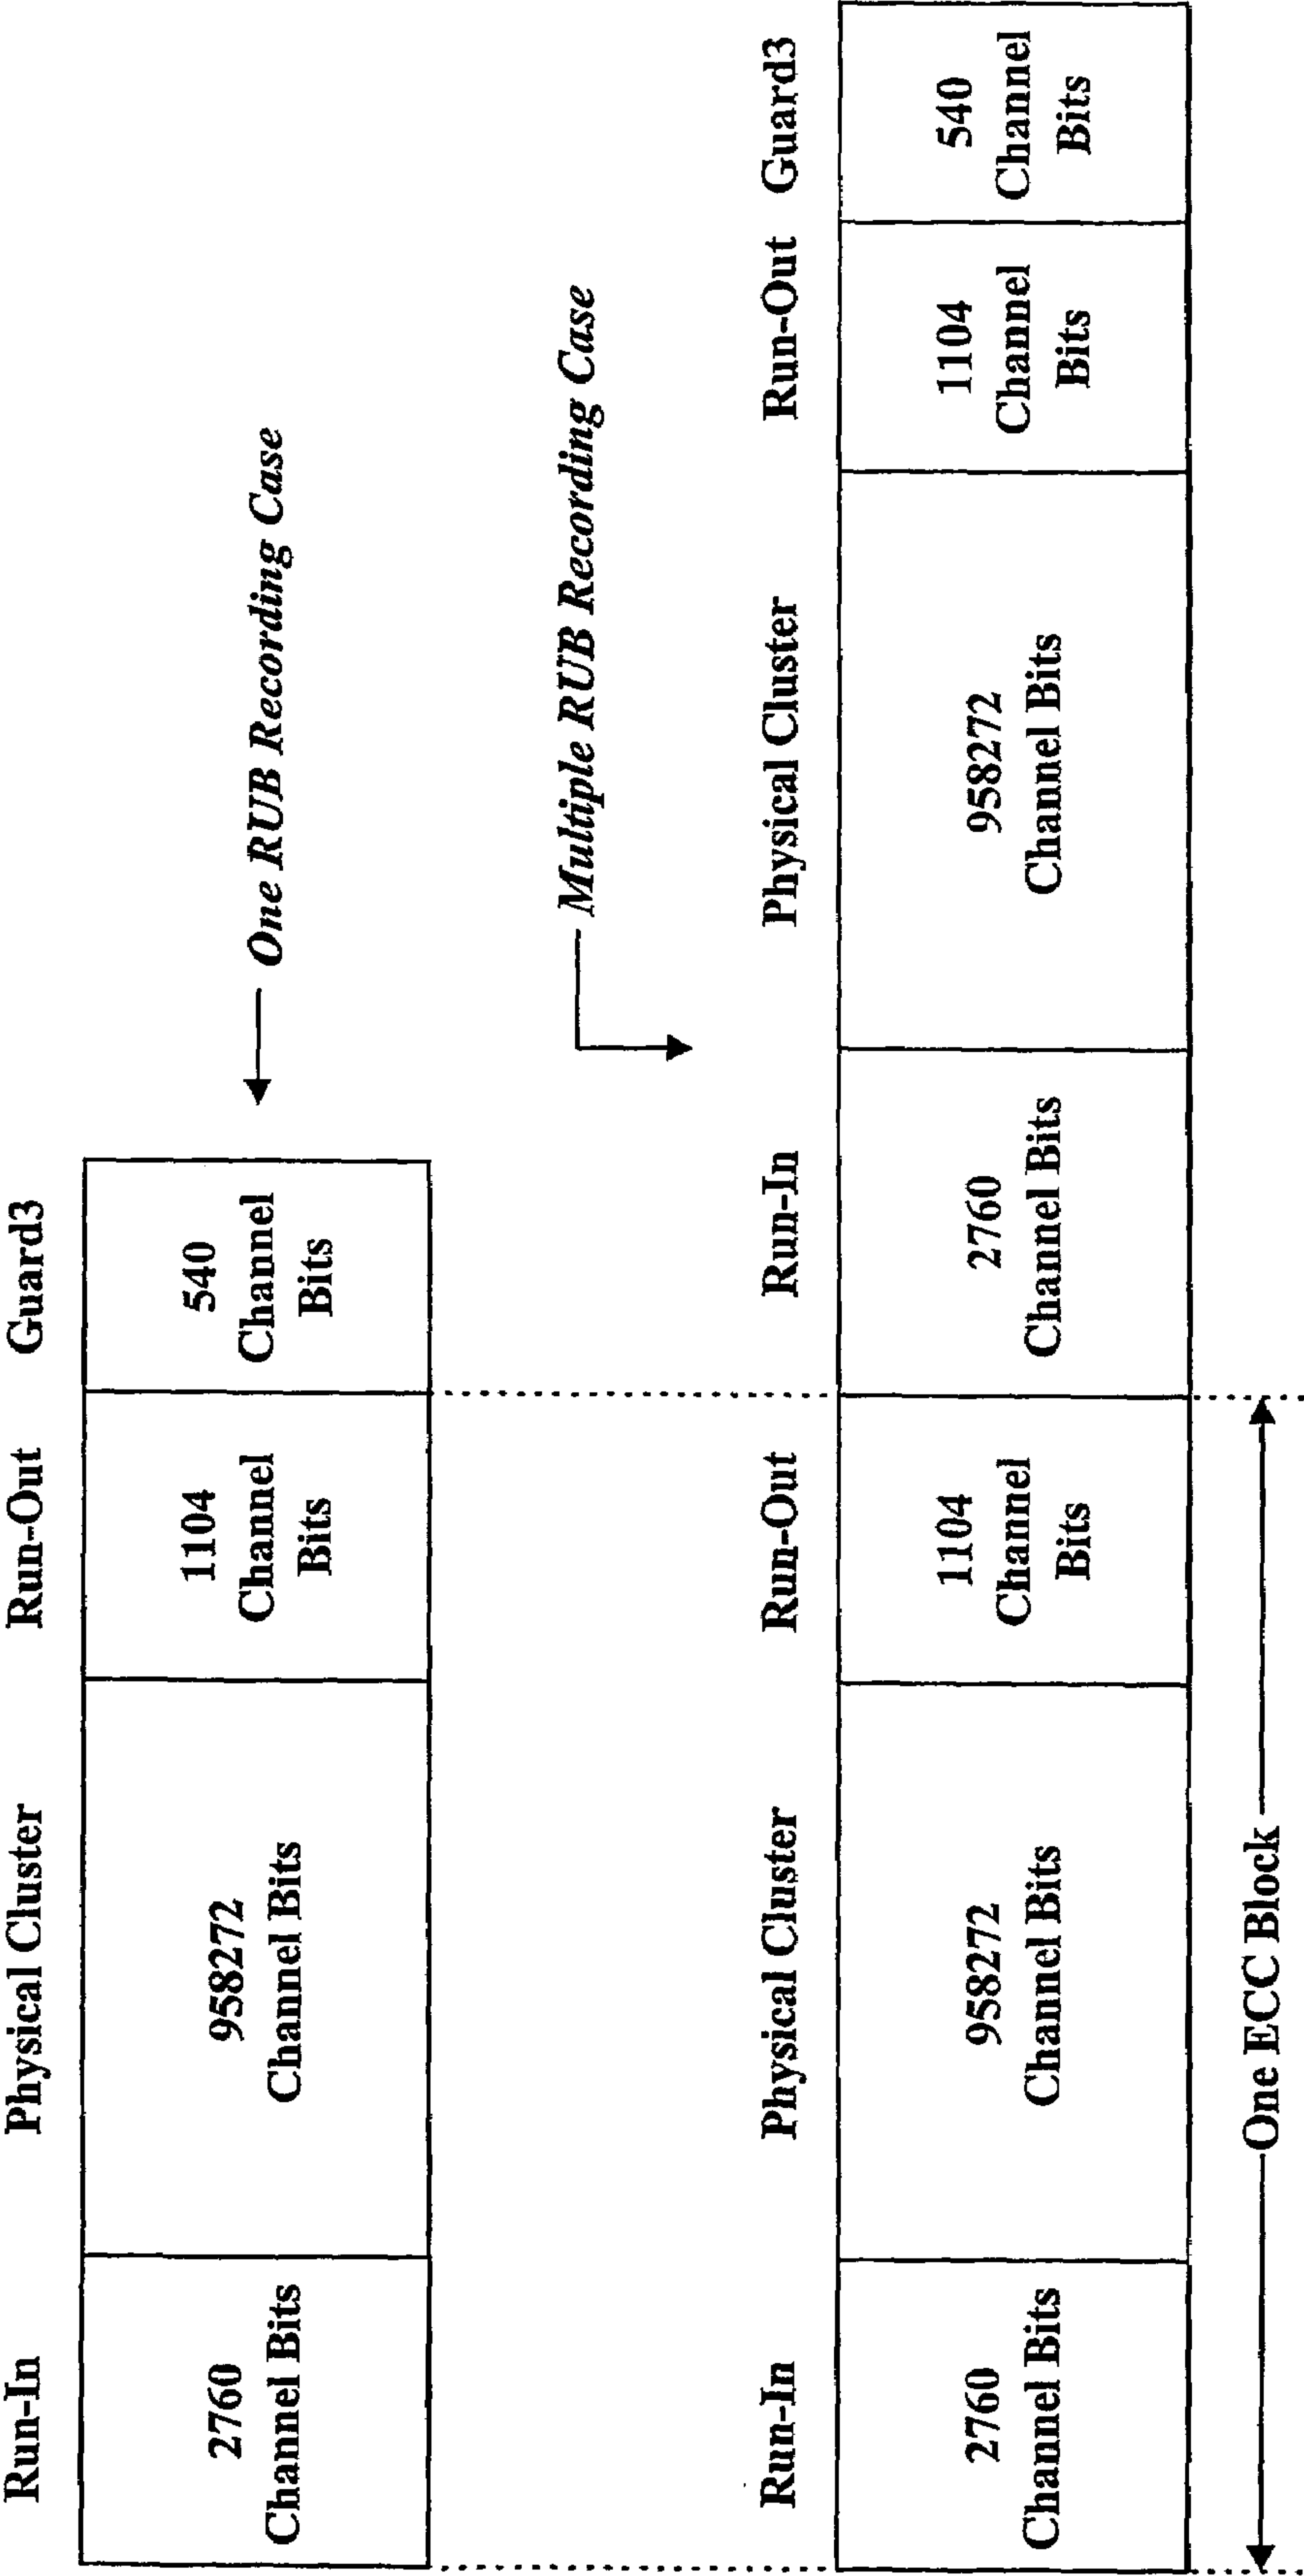 Run-In
Physical Cluster
Run-Out
Guard3
2760
Channel Bits
958272
Channel Bits
1104
Channel
Bits
540
Channel
Bits
One RUB Recording Case
Multiple RUB Recording Case
Run-In
Physical Cluster
Run-Out
Run-In
Physical Cluster
Run-Out
Guard3
2760
Channel Bits
958272
Channel Bits
1104
Channel
Bits
2760
Channel Bits
958272
Channel Bits
1104
Channel
Bits
540
Channel
Bits
One ECC Block